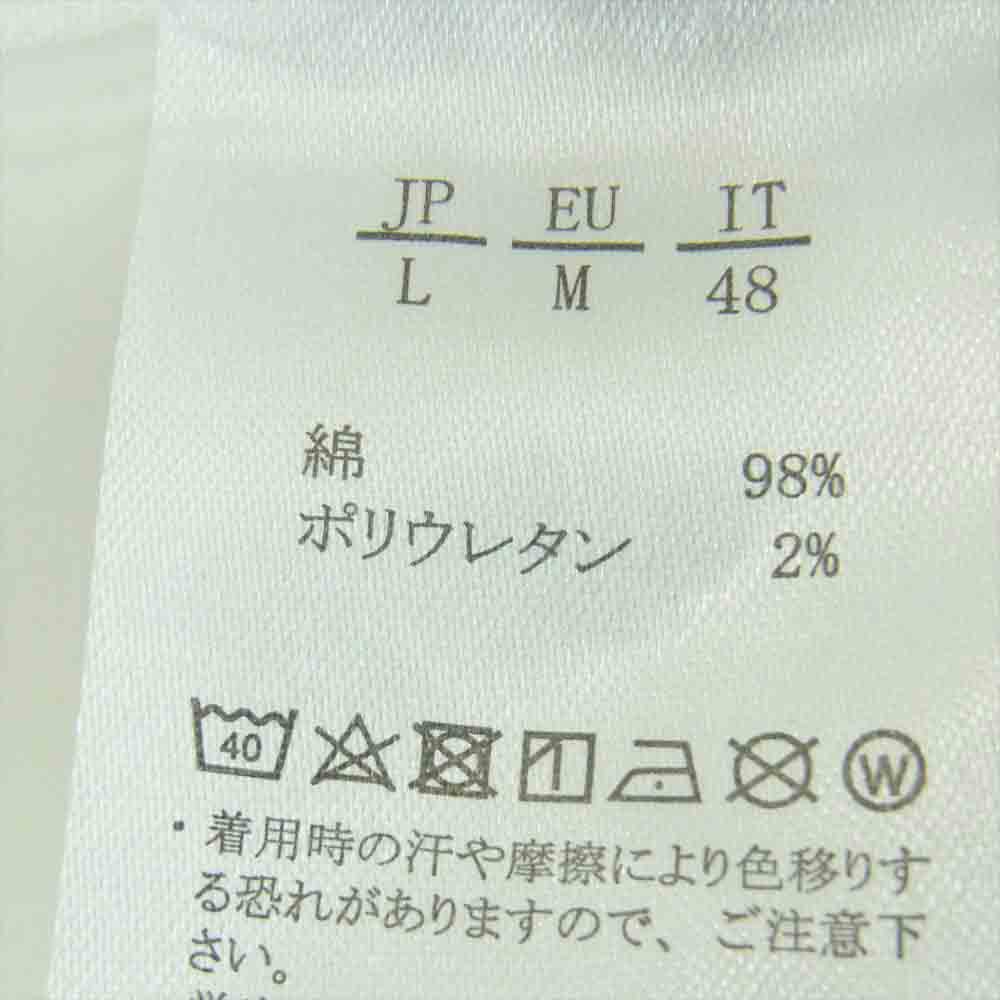 JP EU IT
L M 48
綿 98%
ポリウレタン 2%
40 W
・着用時の汗や摩擦により色移りす
る恐れがありますので、ご注意下
さい。